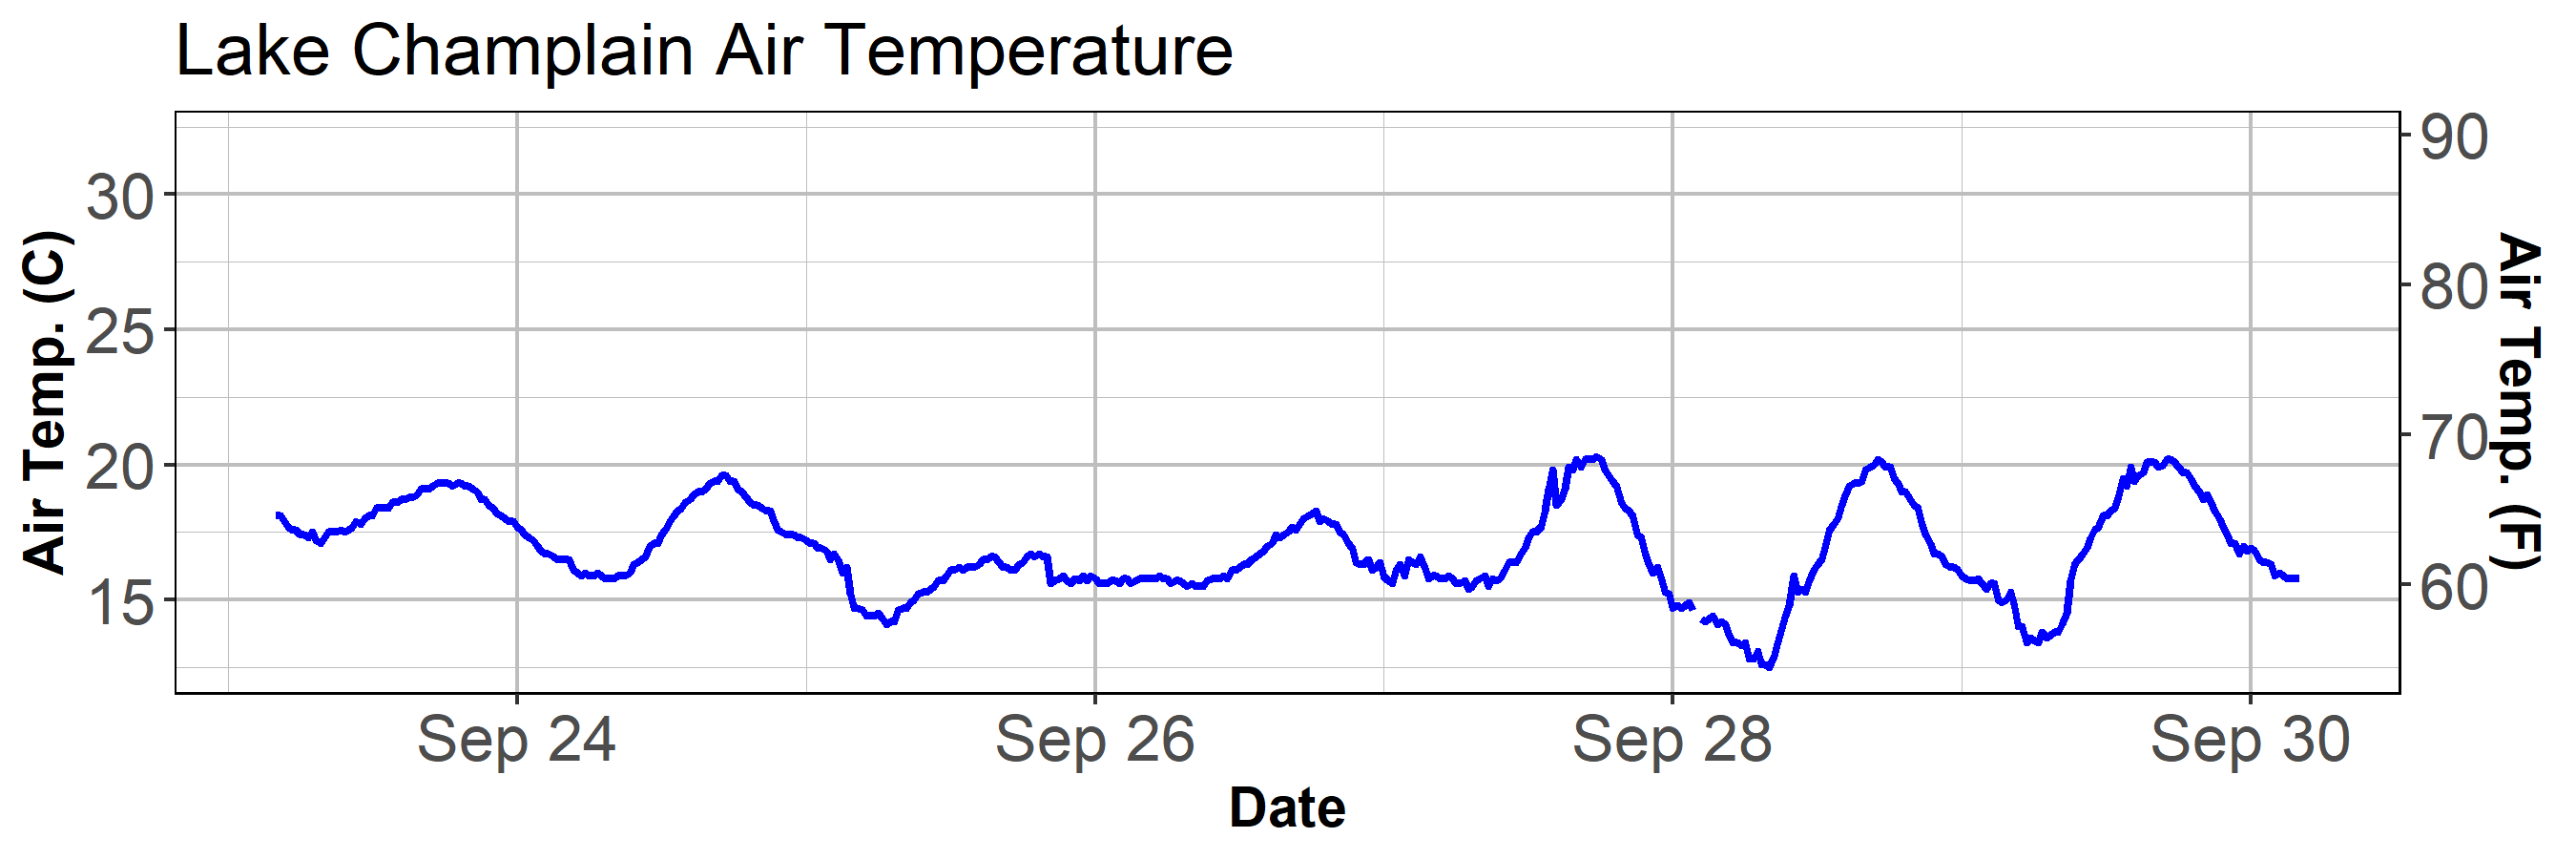 Lake Champlain Air Temperature
Air Temp. (C)
30
25
20
15
90
80
70
60
Air Temp. (F)
Sep 24
Sep 26
Sep 28
Sep 30
Date